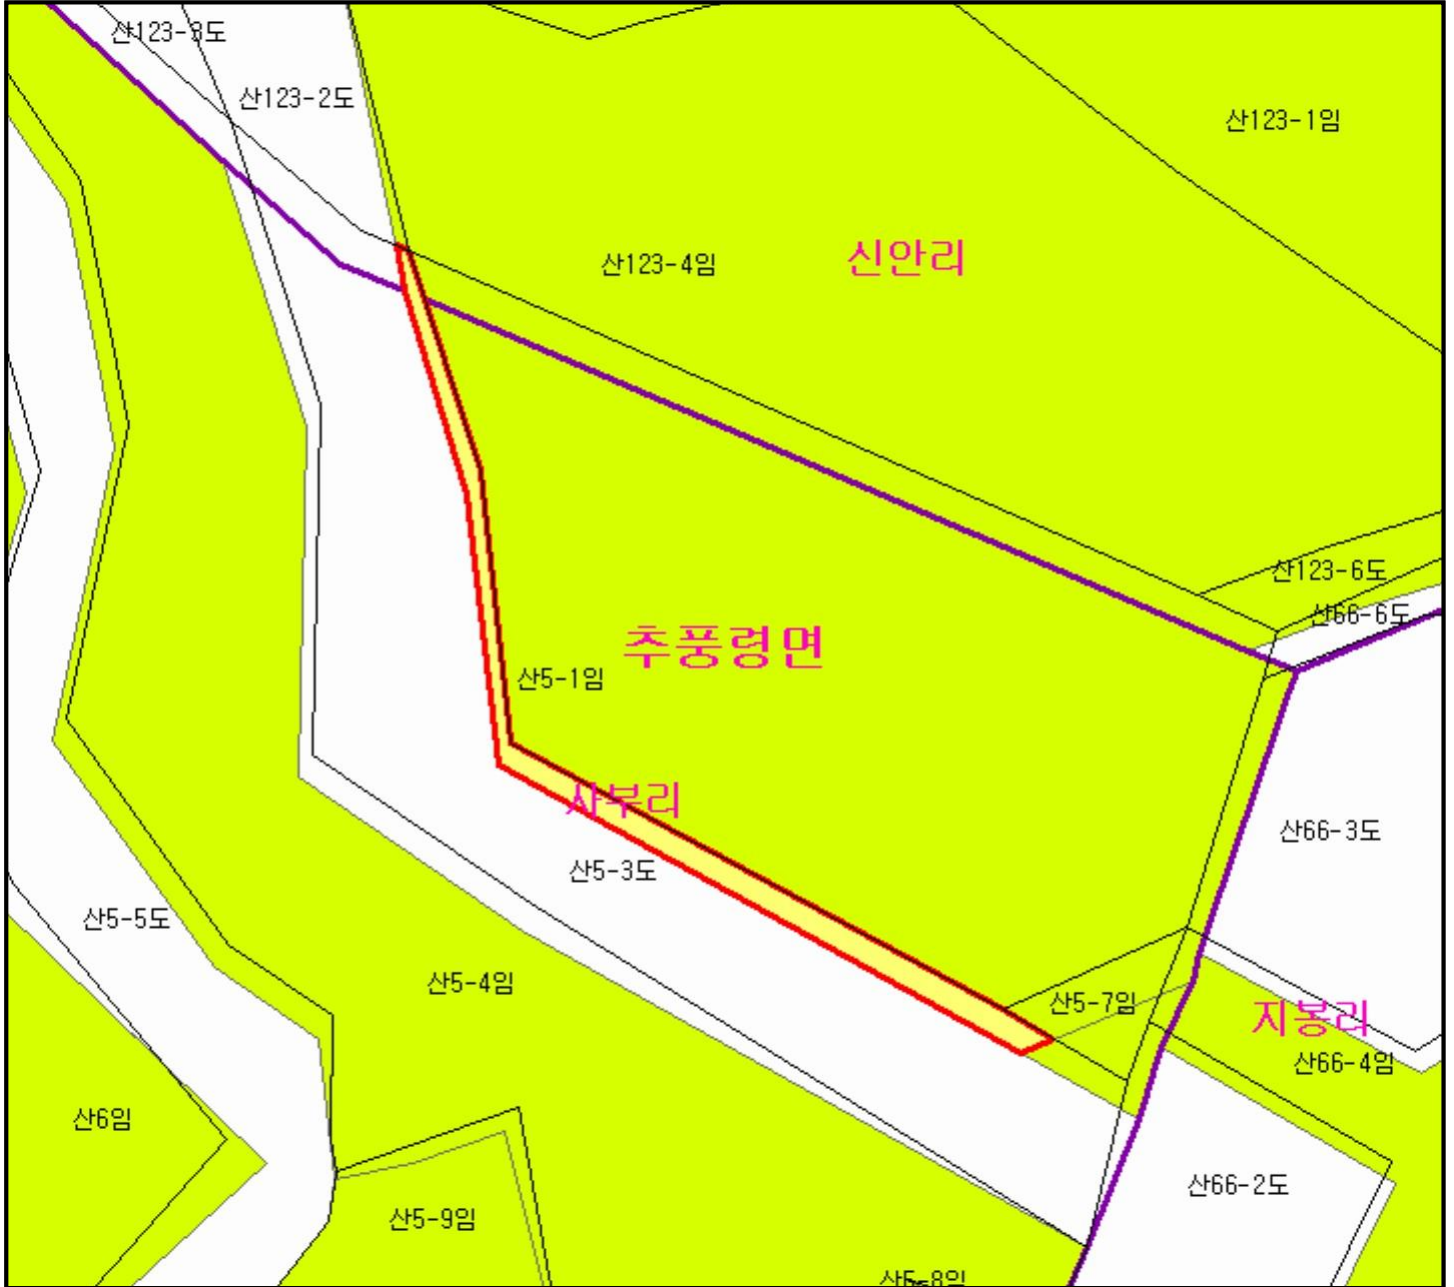 산123-3도
산123-2도
산123-1임
신안리
산123-4임
산123-6도
산66-6도
추풍령면
산5-1임
사부리
산66-3도
산5-3도
산5-5도
산5-4임
산5-7임
지봉리
산66-4임
산6임
산66-2도
산5-9임
산5-8임